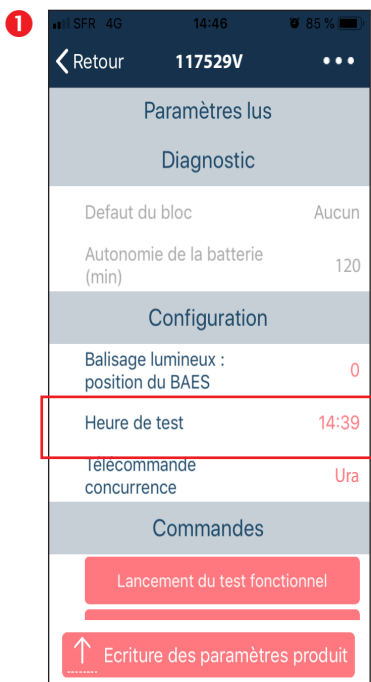 1
SFR 4G 14:46 85 %
Retour 117529V •••
Paramètres lus
Diagnostic
Defaut du bloc Aucun
Autonomie de la batterie
(min) 120
Configuration
Balisage lumineux :
position du BAES 0
Heure de test 14:39
Télécommande
concurrence Ura
Commandes
Lancement du test fonctionnel
Ecriture des paramètres produit